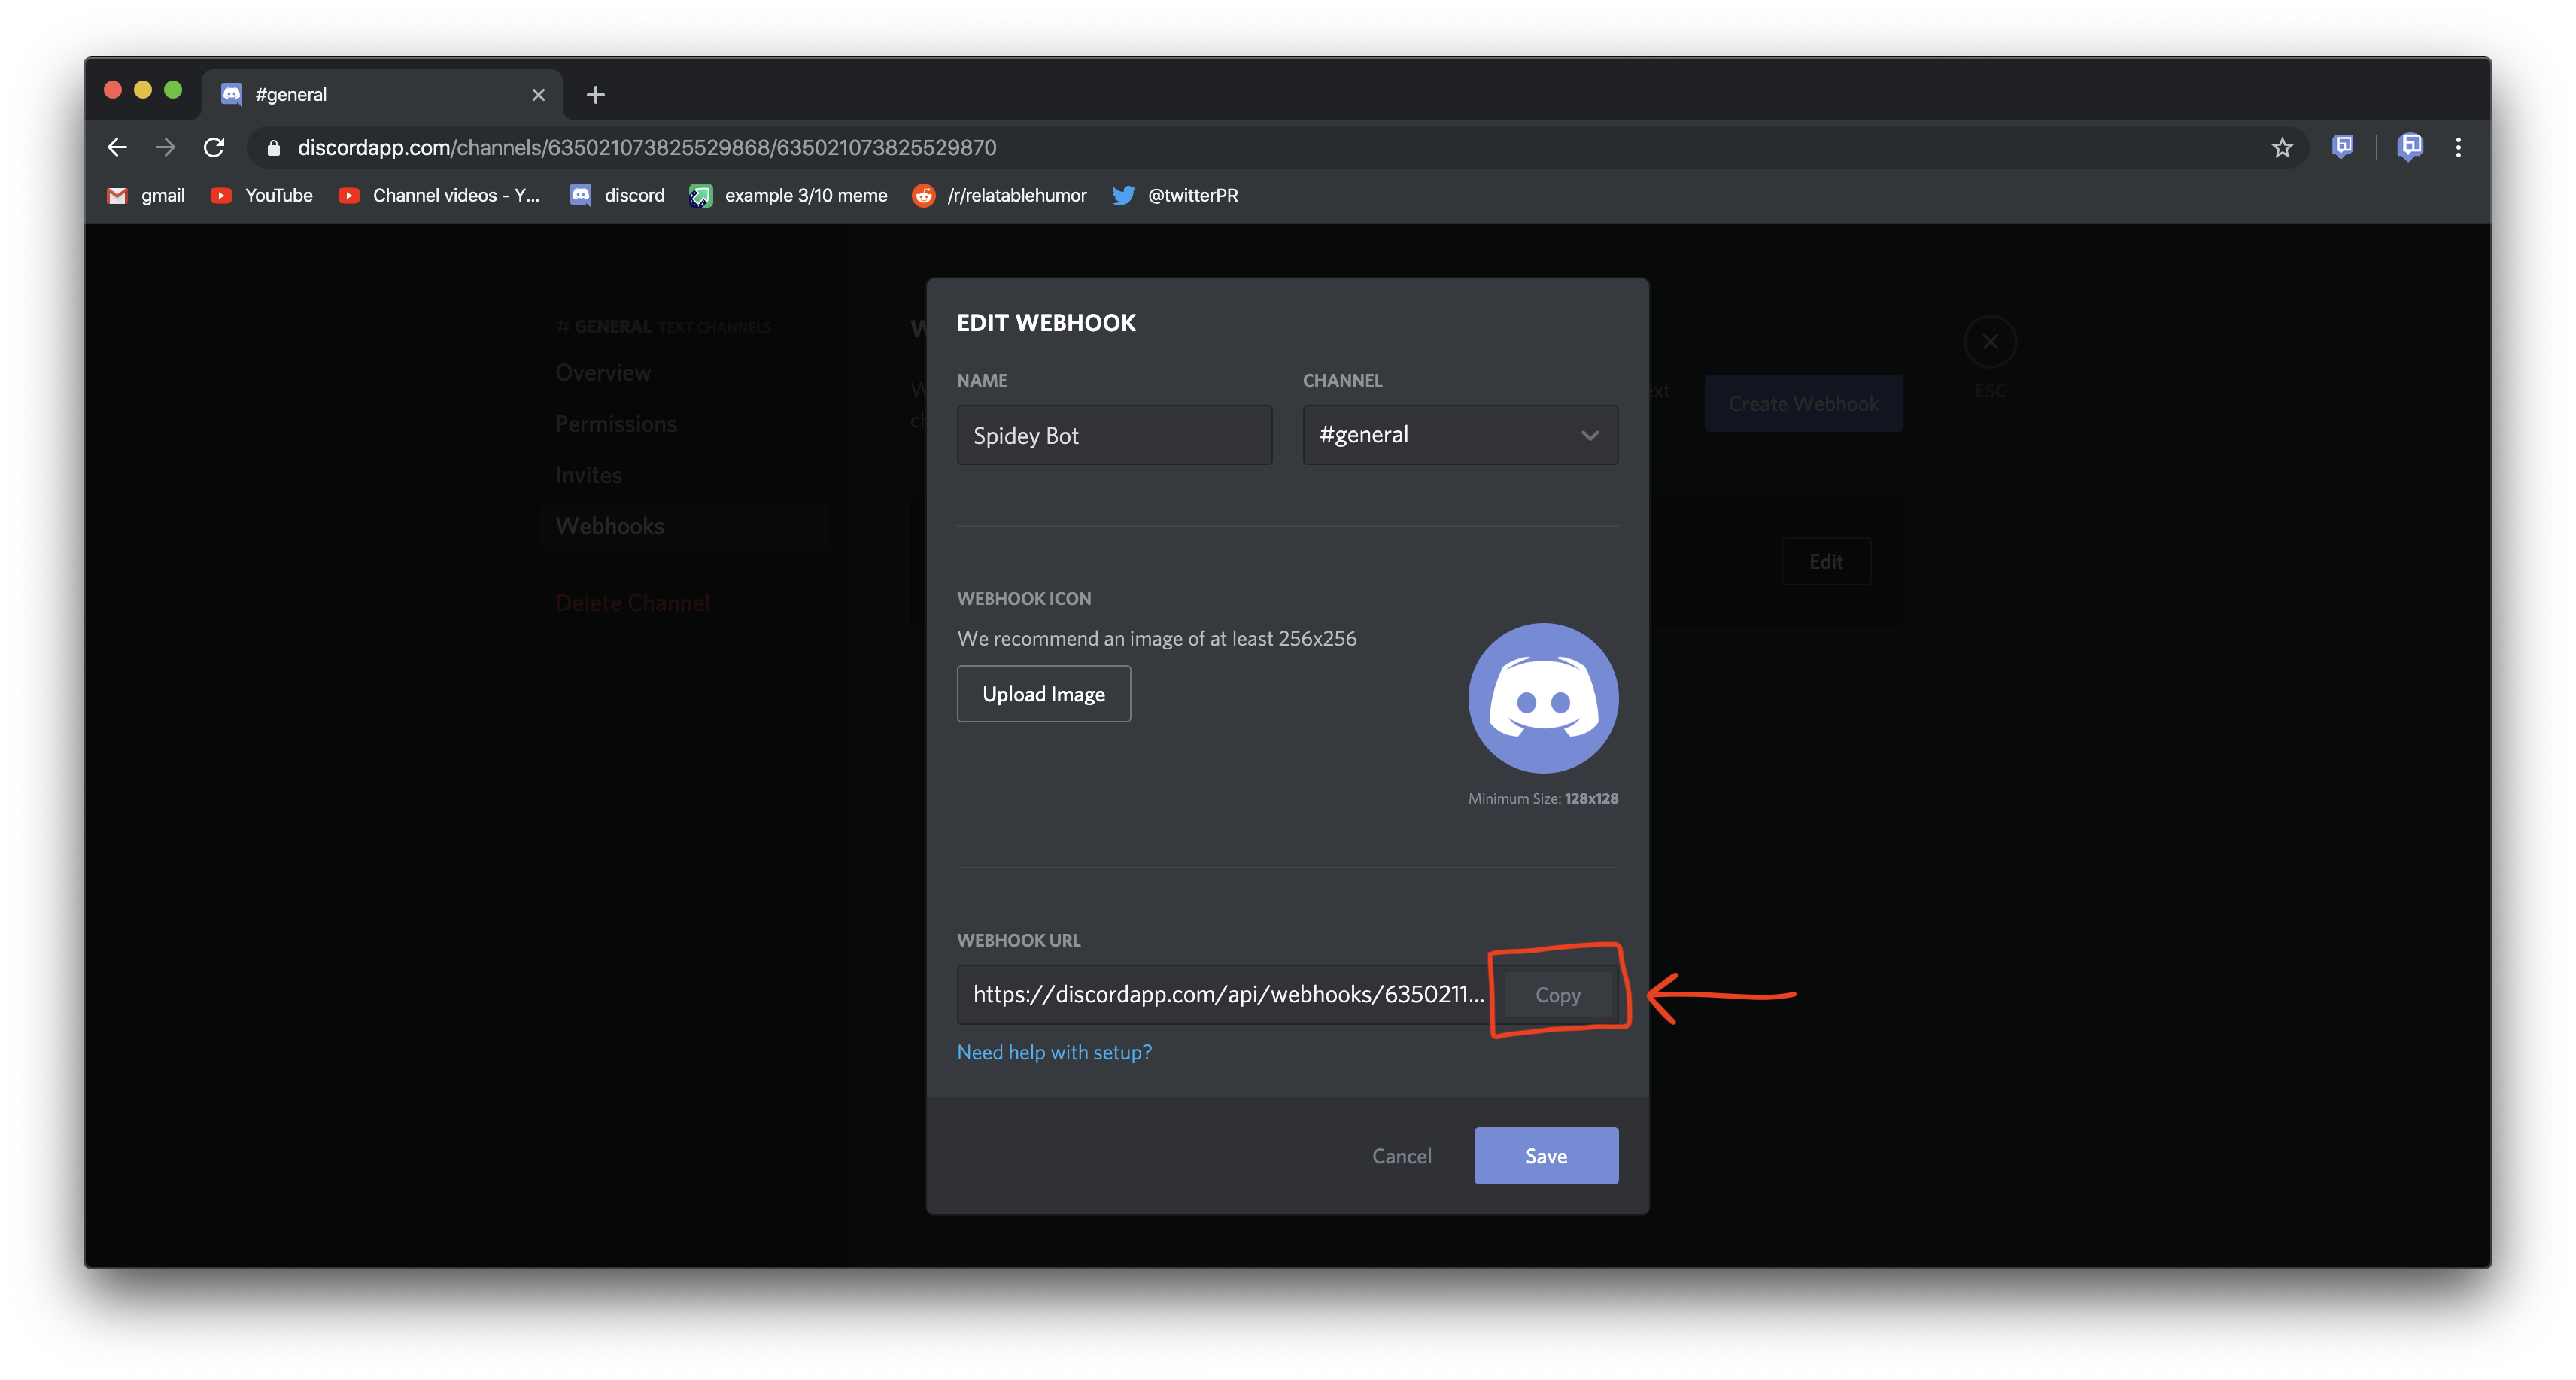 #general
discordapp.com/channels/635021073825529868/635021073825529870
gmail YouTube Channel videos - Y... discord example 3/10 meme /r/relatablehumor @twitterPR
# GENERAL TEXT CHANNELS
Overview
Permissions
Invites
Webhooks
Delete Channel
Create Webhook
ESC
Edit
EDIT WEBHOOK
NAME CHANNEL
Spidey Bot #general
WEBHOOK ICON
We recommend an image of at least 256x256
Upload Image
Minimum Size: 128x128
WEBHOOK URL
https://discordapp.com/api/webhooks/6350211... Copy
Need help with setup?
Cancel Save